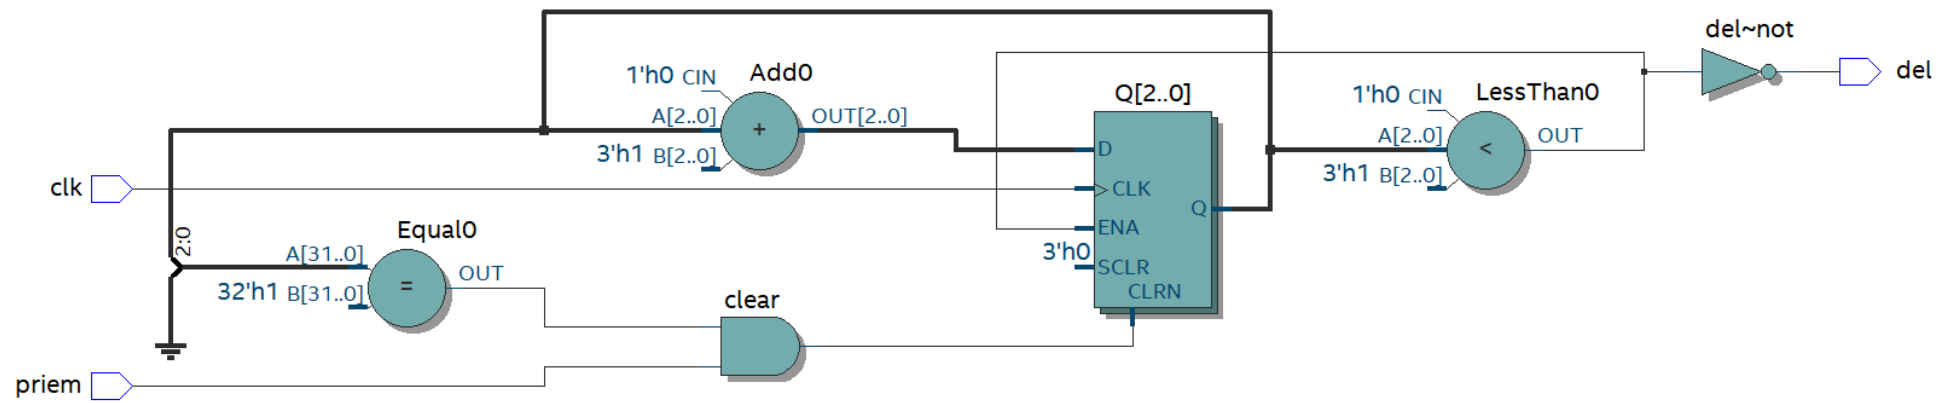 del~not
del
1'h0 CIN
Add0
A[2..0]
OUT[2..0]
3'h1 B[2..0]
+
Q[2..0]
D
CLK
ENA
3'h0
SCLR
CLRN
Q
1'h0 CIN
LessThan0
A[2..0]
OUT
3'h1 B[2..0]
<
clk
2:0
Equal0
A[31..0]
OUT
32'h1 B[31..0]
=
clear
priem